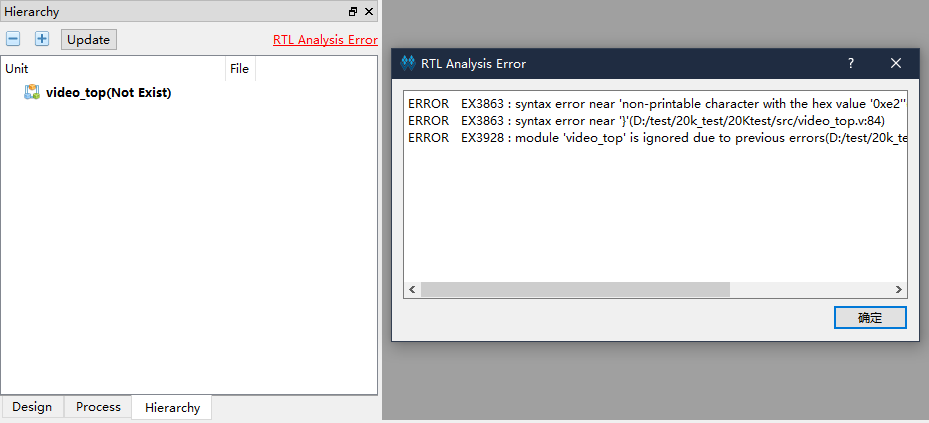 Hierarchy
Update
RTL Analysis Error
Unit
File
video_top(Not Exist)
Design
Process
Hierarchy
RTL Analysis Error
?
ERROR EX3863 : syntax error near 'non-printable character with the hex value '0xe2''
ERROR EX3863 : syntax error near '}'(D:/test/20k_test/20Ktest/src/video_top.v:84)
ERROR EX3928 : module 'video_top' is ignored due to previous errors(D:/test/20k_te
确定